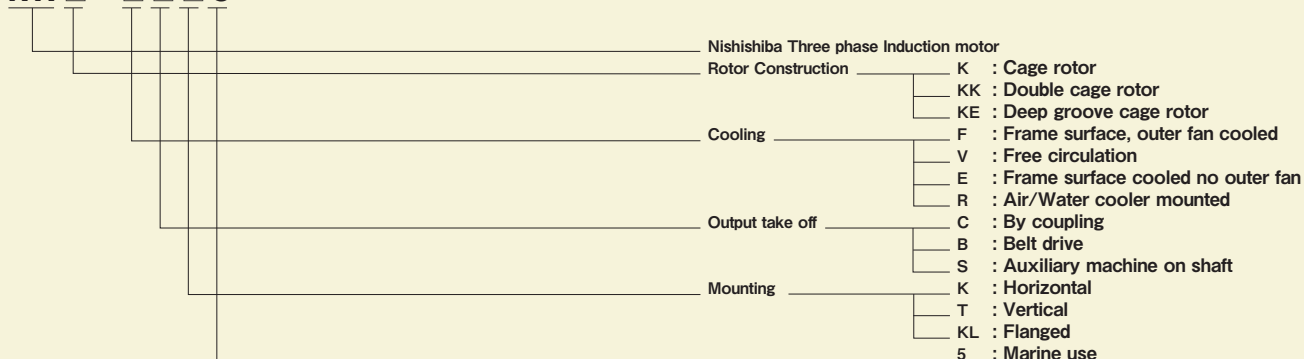 Nishishiba Three phase Induction motor
Rotor Construction K : Cage rotor
KK : Double cage rotor
KE : Deep groove cage rotor
Cooling F : Frame surface, outer fan cooled
V : Free circulation
E : Frame surface cooled no outer fan
R : Air/Water cooler mounted
Output take off C : By coupling
B : Belt drive
S : Auxiliary machine on shaft
Mounting K : Horizontal
T : Vertical
KL : Flanged
5 : Marine use